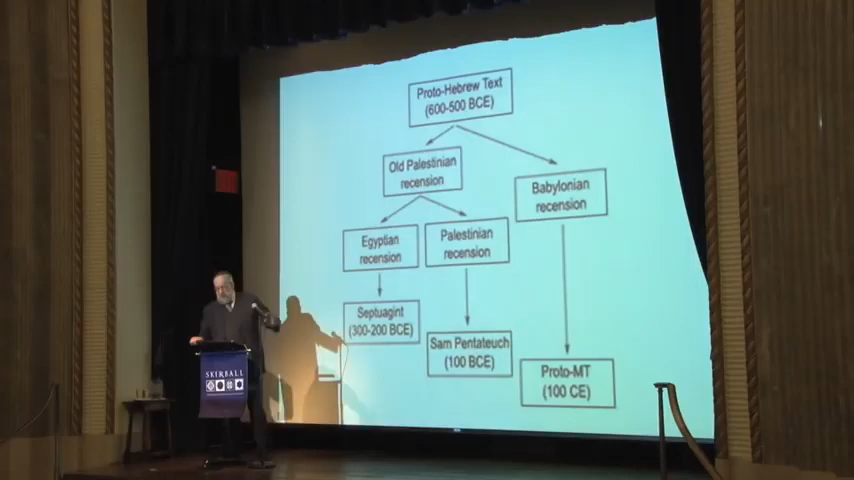 Proto-Hebrew Text
(600-500 BCE)
Old Palestinian
recension
Babylonian
recension
Egyptian
recension
Palestinian
recension
Septuagint
(300-200 BCE)
Sam Pentateuch
(100 BCE)
Proto-MT
(100 CE)
SKIRBALL